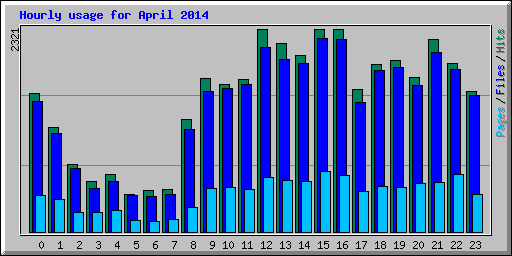 Hourly usage for April 2014
2321
Pages / Files / Hits
0 1 2 3 4 5 6 7 8 9 10 11 12 13 14 15 16 17 18 19 20 21 22 23